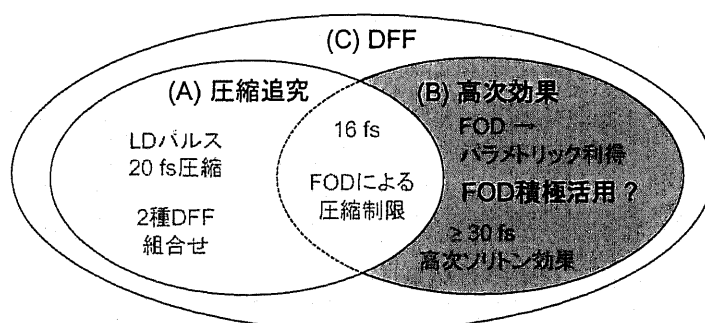 (C) DFF
(A) 圧縮追究
LDパルス
20 fs圧縮
2種DFF
組合せ
16 fs
FODによる
圧縮制限
(B) 高次効果
FOD →
パラメトリック利得
FOD積極活用 ?
≥ 30 fs
高次ソリトン効果